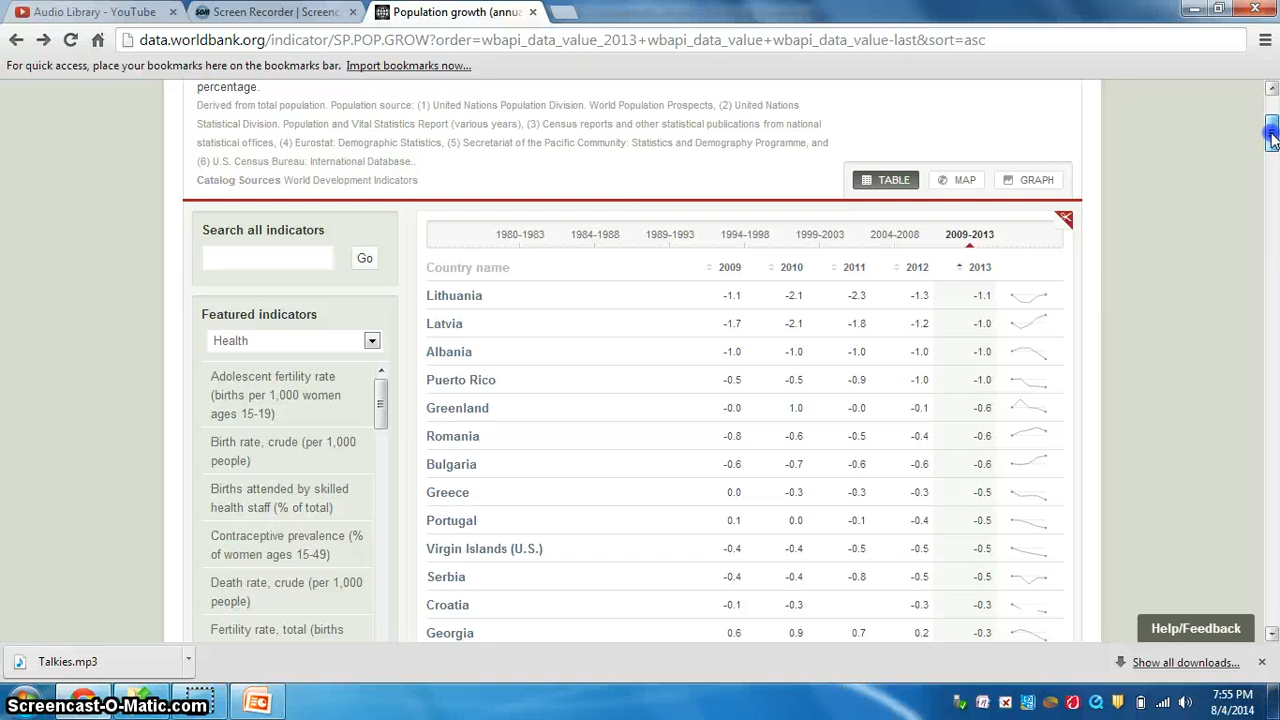 Audio Library - YouTube
Screen Recorder | Screenc
Population growth (annua
data.worldbank.org/indicator/SP.POP.GROW?order=wbapi_data_value_2013+wbapi_data_value+wbapi_data_value-last&sort=asc
For quick access, place your bookmarks here on the bookmarks bar. Import bookmarks now...
percentage.
Derived from total population. Population source: (1) United Nations Population Division. World Population Prospects, (2) United Nations
Statistical Division. Population and Vital Statistics Report (various years), (3) Census reports and other statistical publications from national
statistical offices, (4) Eurostat: Demographic Statistics, (5) Secretariat of the Pacific Community: Statistics and Demography Programme, and
(6) U.S. Census Bureau: International Database..
Catalog Sources World Development Indicators
TABLE MAP GRAPH
Search all indicators
Go
Featured indicators
Health
Adolescent fertility rate
(births per 1,000 women
ages 15-19)
Birth rate, crude (per 1,000
people)
Births attended by skilled
health staff (% of total)
Contraceptive prevalence (%
of women ages 15-49)
Death rate, crude (per 1,000
people)
Fertility rate, total (births
1980-1983 1984-1988 1989-1993 1994-1998 1999-2003 2004-2008 2009-2013
Country name 2009 2010 2011 2012 2013
Lithuania -1.1 -2.1 -2.3 -1.3 -1.1
Latvia -1.7 -2.1 -1.8 -1.2 -1.0
Albania -1.0 -1.0 -1.0 -1.0 -1.0
Puerto Rico -0.5 -0.5 -0.9 -1.0 -1.0
Greenland -0.0 1.0 -0.0 -0.1 -0.6
Romania -0.8 -0.6 -0.5 -0.4 -0.6
Bulgaria -0.6 -0.7 -0.6 -0.6 -0.6
Greece 0.0 -0.3 -0.3 -0.3 -0.5
Portugal 0.1 0.0 -0.1 -0.4 -0.5
Virgin Islands (U.S.) -0.4 -0.4 -0.5 -0.5 -0.5
Serbia -0.4 -0.4 -0.8 -0.5 -0.5
Croatia -0.1 -0.3 -0.3 -0.3
Georgia 0.6 0.9 0.7 0.2 -0.3
Help/Feedback
Talkies.mp3
Show all downloads...
Screencast-O-Matic.com
7:55 PM
8/4/2014